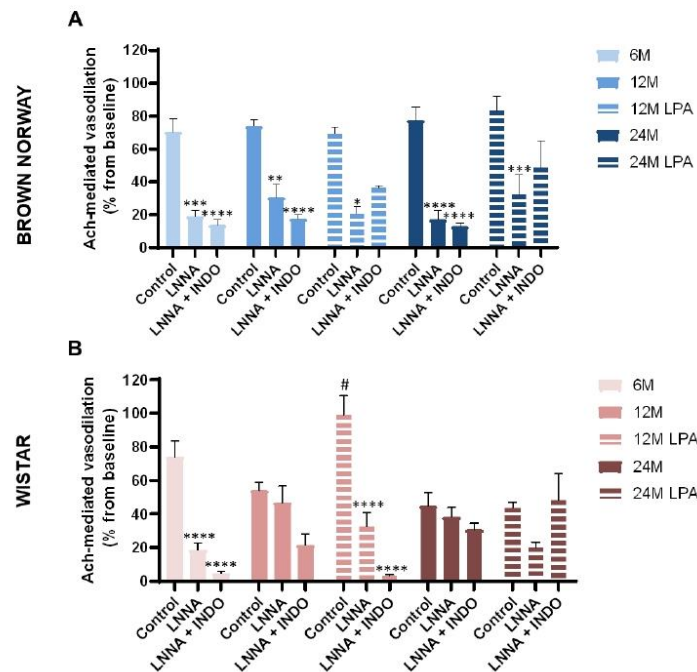 A
BROWN NORWAY
Ach-mediated vasodilation
(% from baseline)
120
100
80
60
40
20
0
*** **** ** **** * **** **** ***
Control LNNA LNNA + INDO Control LNNA LNNA + INDO Control LNNA LNNA + INDO Control LNNA LNNA + INDO Control LNNA LNNA + INDO
6M
12M
12M LPA
24M
24M LPA
B
WISTAR
Ach-mediated vasodilation
(% from baseline)
120
100
80
60
40
20
0
**** **** # **** ****
Control LNNA LNNA + INDO Control LNNA LNNA + INDO Control LNNA LNNA + INDO Control LNNA LNNA + INDO Control LNNA LNNA + INDO
6M
12M
12M LPA
24M
24M LPA